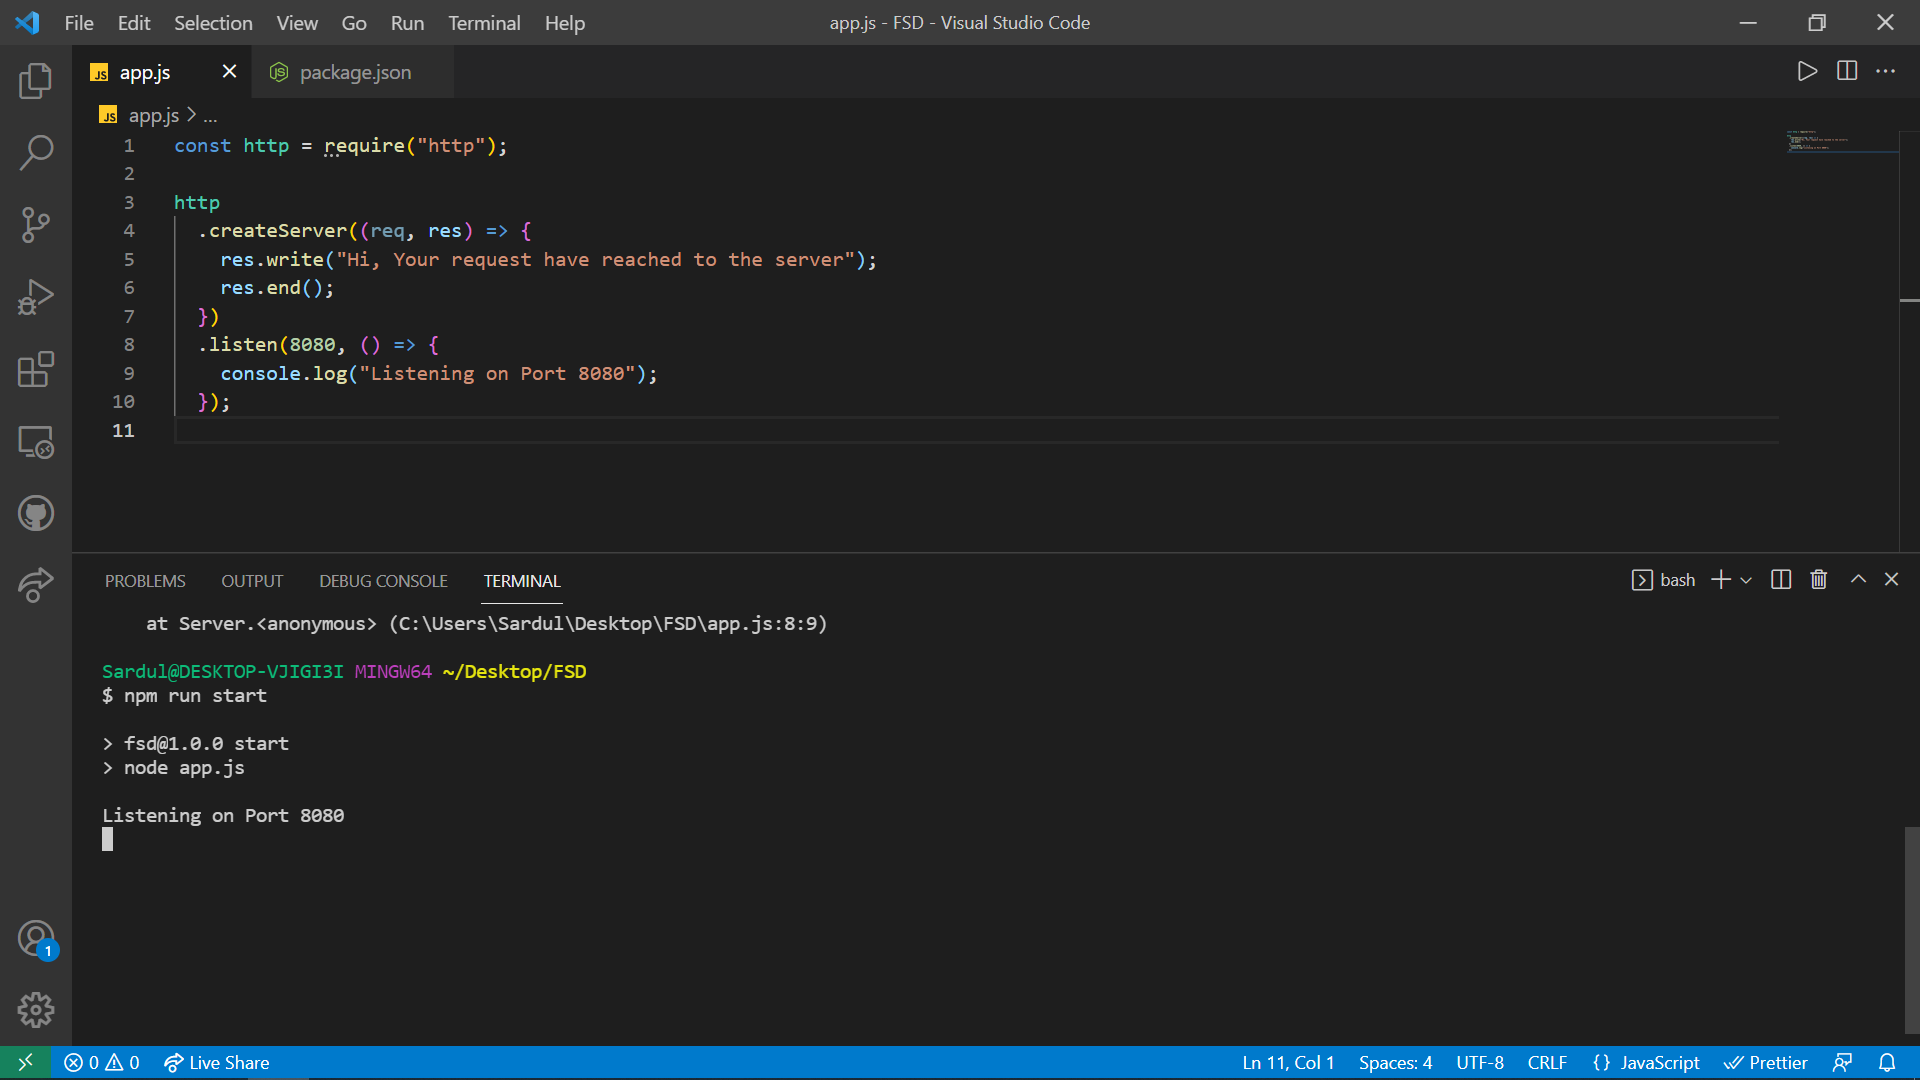 File Edit Selection View Go Run Terminal Help app.js - FSD - Visual Studio Code
JS app.js package.json
JS app.js > ...
1 const http = require("http");
2
3 http
4   .createServer((req, res) => {
5     res.write("Hi, Your request have reached to the server");
6     res.end();
7   })
8   .listen(8080, () => {
9     console.log("Listening on Port 8080");
10   });
11
PROBLEMS OUTPUT DEBUG CONSOLE TERMINAL bash
    at Server.<anonymous> (C:\Users\Sardul\Desktop\FSD\app.js:8:9)
Sardul@DESKTOP-VJIGI3I MINGW64 ~/Desktop/FSD
$ npm run start
> fsd@1.0.0 start
> node app.js
Listening on Port 8080
1
0 0 Live Share Ln 11, Col 1 Spaces: 4 UTF-8 CRLF {} JavaScript Prettier